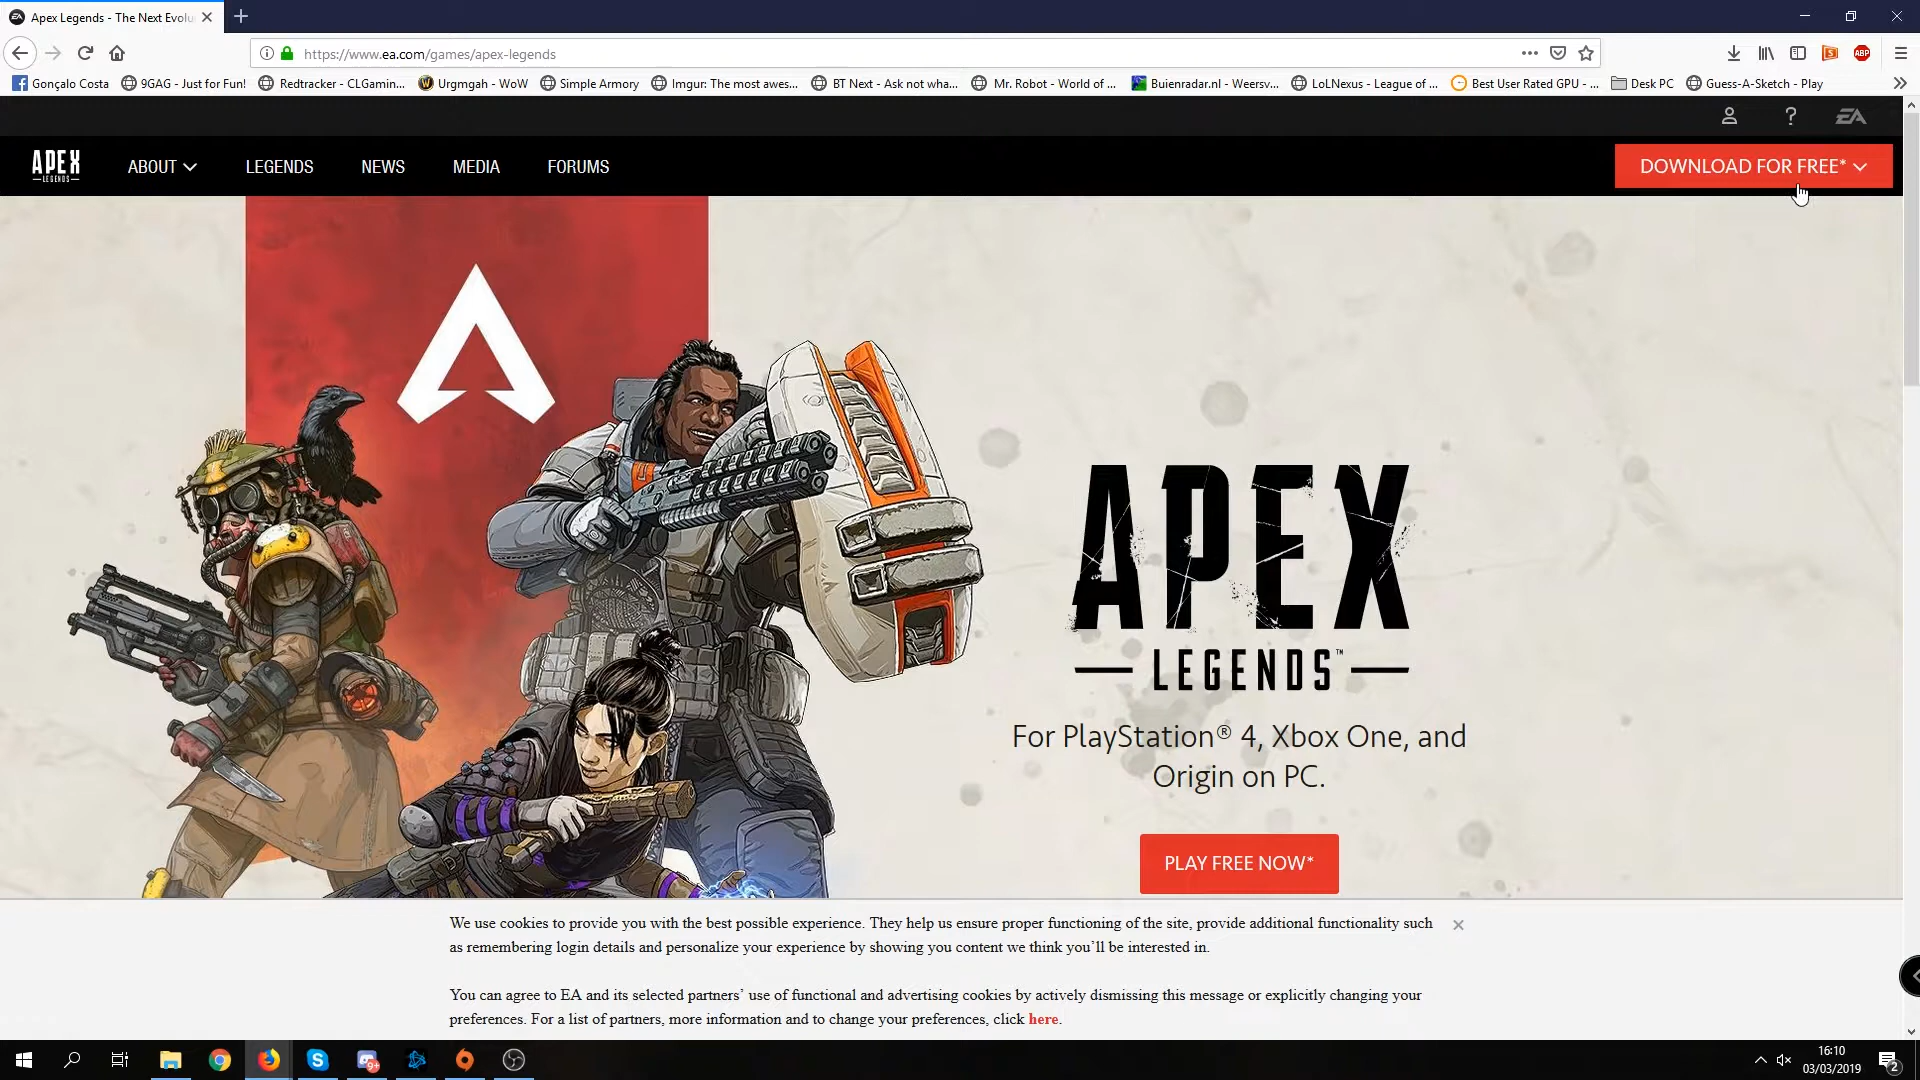 Apex Legends - The Next Evolu
https://www.ea.com/games/apex-legends
ABP
Gonçalo Costa
9GAG - Just for Fun!
Redtracker - CLGamin...
Urgmgah - WoW
Simple Armory
Imgur: The most awes...
BT Next - Ask not wha...
Mr. Robot - World of ...
Buienradar.nl - Weersv...
LoLNexus - League of ...
Best User Rated GPU - ...
Desk PC
Guess-A-Sketch - Play
?
EA
APEX
LEGENDS
ABOUT
LEGENDS
NEWS
MEDIA
FORUMS
DOWNLOAD FOR FREE*
APEX
LEGENDS™
For PlayStation® 4, Xbox One, and
Origin on PC.
PLAY FREE NOW*
We use cookies to provide you with the best possible experience. They help us ensure proper functioning of the site, provide additional functionality such
as remembering login details and personalize your experience by showing you content we think you'll be interested in.
You can agree to EA and its selected partners' use of functional and advertising cookies by actively dismissing this message or explicitly changing your
preferences. For a list of partners, more information and to change your preferences, click here.
9+
16:10
03/03/2019
2